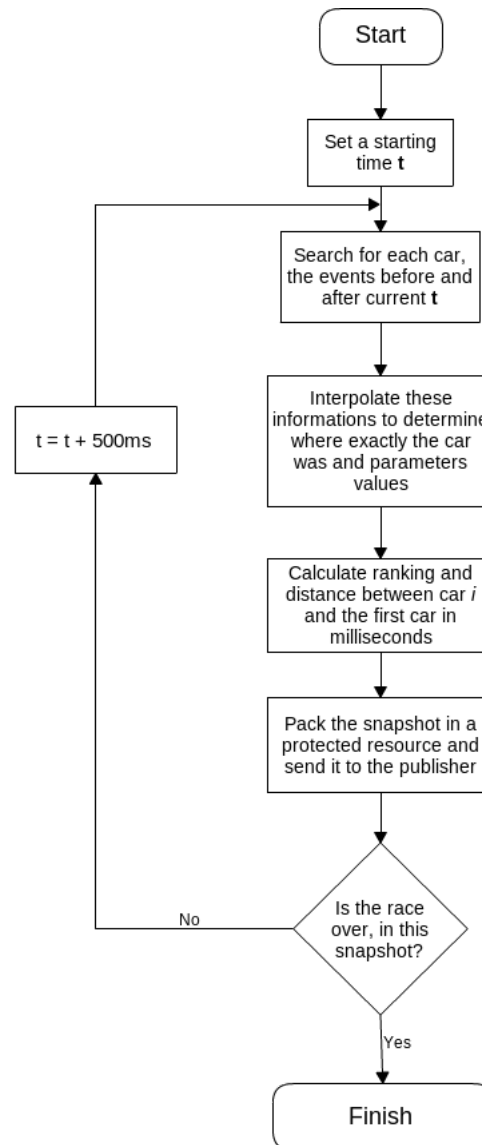 Start
Set a starting
time t
Search for each car,
the events before and
after current t
Interpolate these
informations to determine
where exactly the car
was and parameters
values
t = t + 500ms
Calculate ranking and
distance between car i
and the first car in
milliseconds
Pack the snapshot in a
protected resource and
send it to the publisher
Is the race
over, in this
snapshot?
No
Yes
Finish